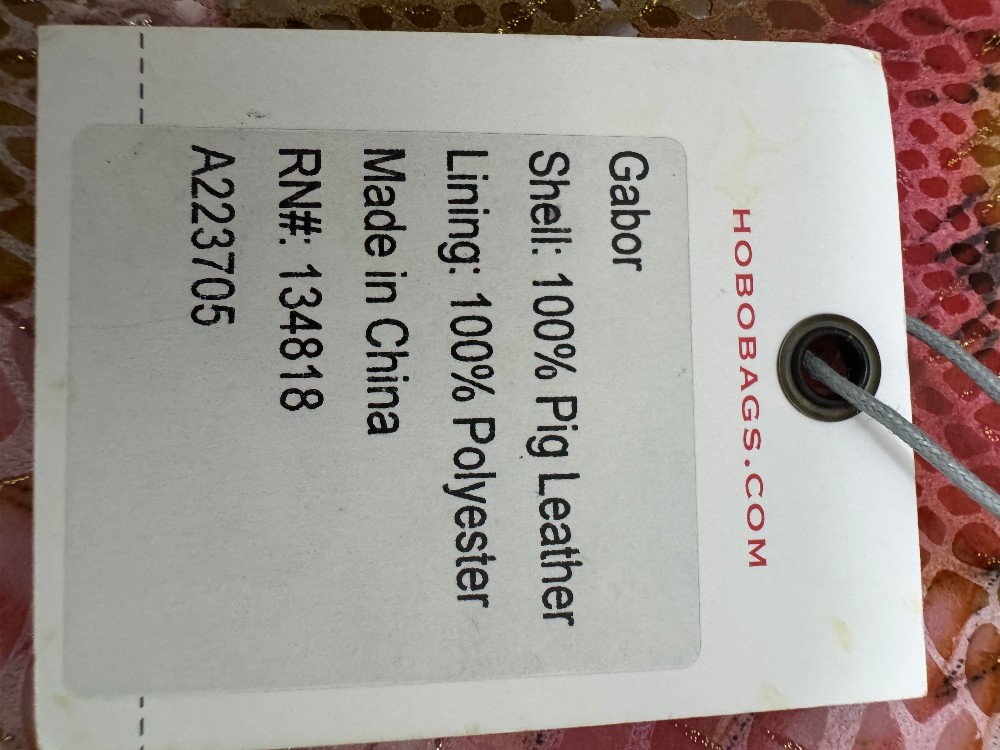 HOBOBAGS.COM
Gabor
Shell: 100% Pig Leather
Lining: 100% Polyester
Made in China
RN#: 134818
A223705